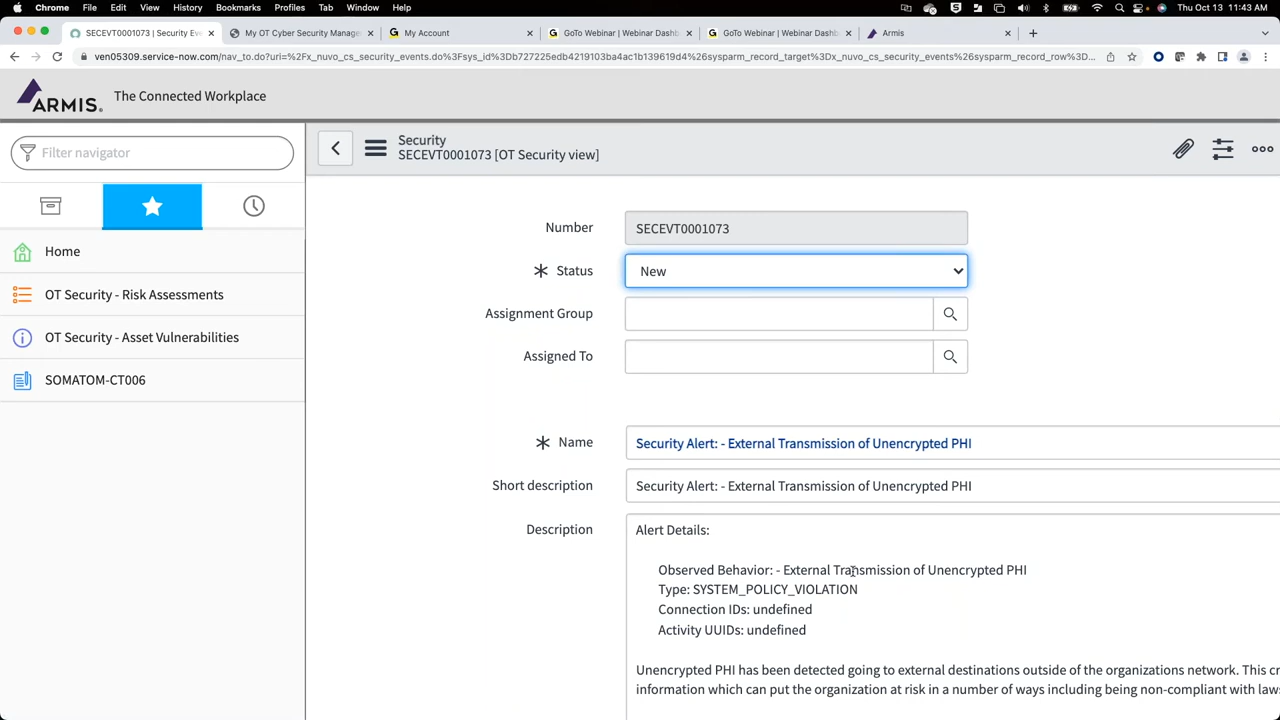 Chrome File Edit View History Bookmarks Profiles Tab Window Help Thu Oct 13 11:43 AM
SECEVT0001073 | Security Eve My OT Cyber Security Manage My Account GoTo Webinar | Webinar Dashb GoTo Webinar | Webinar Dashb Armis
ven05309.service-now.com/nav_to.do?uri=%2Fx_nuvo_cs_security_events.do%3Fsys_id%3Db727225edb4219103ba4ac1b139619d4%26sysparm_record_target%3Dx_nuvo_cs_security_events%26sysparm_record_row%3D...
ARMIS. The Connected Workplace
Filter navigator
Security
SECEVT0001073 [OT Security view]
Home
OT Security - Risk Assessments
OT Security - Asset Vulnerabilities
SOMATOM-CT006
Number SECEVT0001073
Status New
Assignment Group
Assigned To
Name Security Alert: - External Transmission of Unencrypted PHI
Short description Security Alert: - External Transmission of Unencrypted PHI
Description Alert Details:
Observed Behavior: - External Transmission of Unencrypted PHI
Type: SYSTEM_POLICY_VIOLATION
Connection IDs: undefined
Activity UUIDs: undefined
Unencrypted PHI has been detected going to external destinations outside of the organizations network. This cr
information which can put the organization at risk in a number of ways including being non-compliant with laws